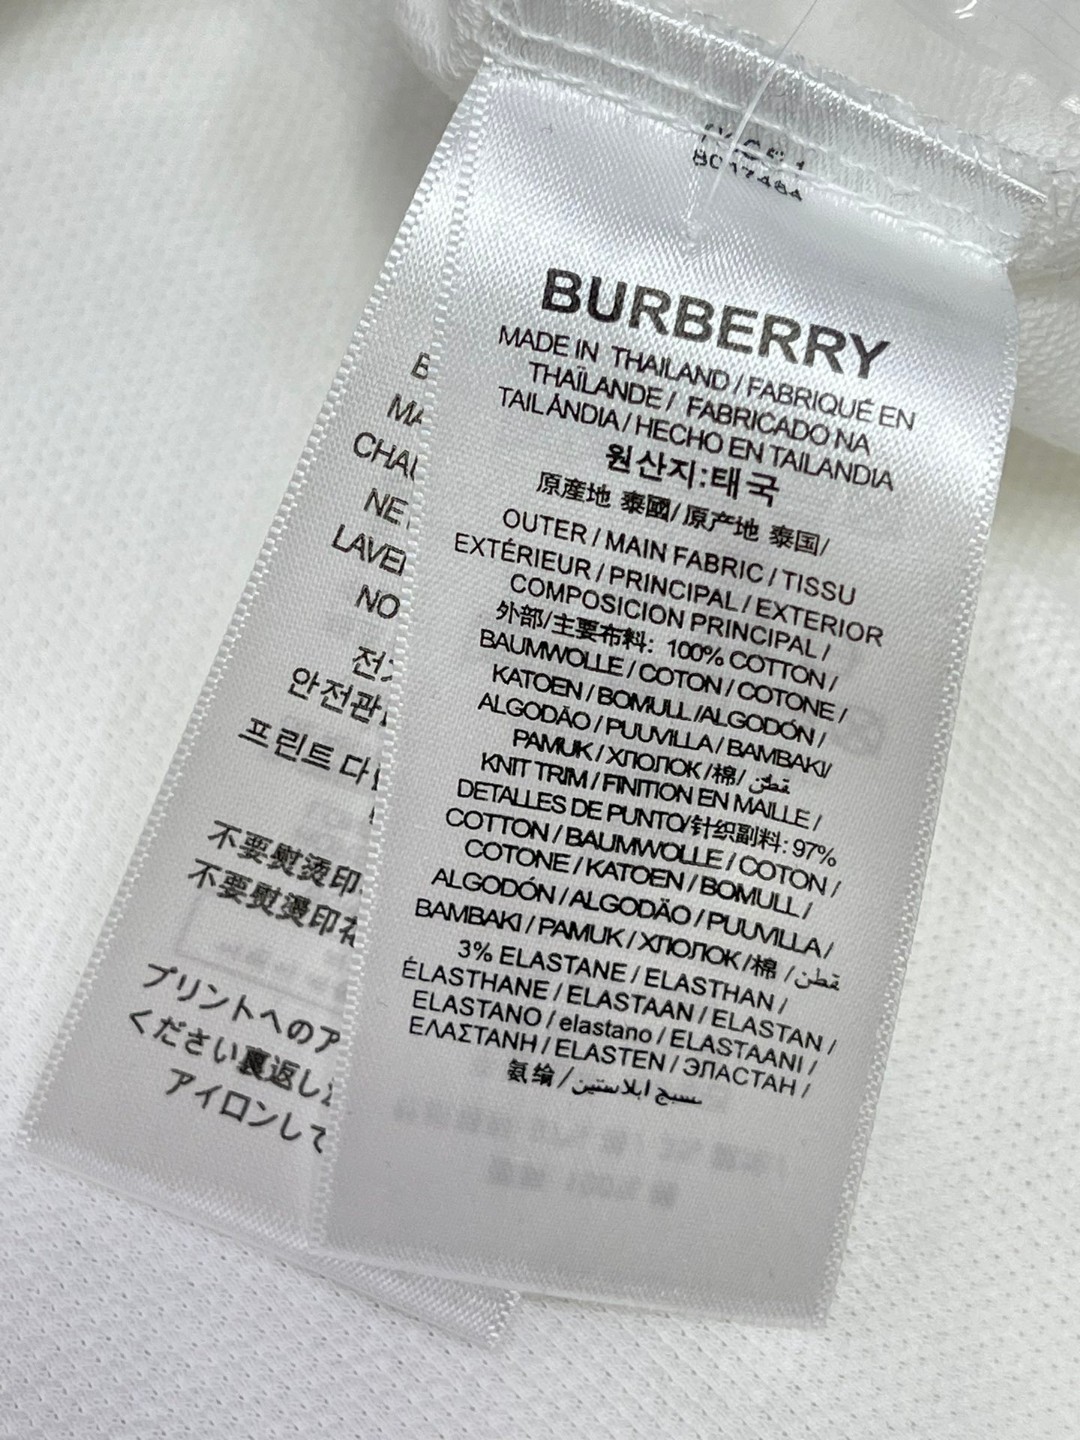 BURBERRY
MADE IN THAILAND / FABRIQUÉ EN
THAÏLANDE / FABRICADO NA
TAILÂNDIA / HECHO EN TAILANDIA
원산지:태국
原產地 泰國/ 原产地 泰国/
OUTER / MAIN FABRIC / TISSU
EXTÉRIEUR / PRINCIPAL / EXTERIOR
COMPOSICION PRINCIPAL /
外部/主要布料: 100% COTTON /
BAUMWOLLE / COTON / COTONE /
KATOEN / BOMULL /ALGODÓN /
ALGODÃO / PUUVILLA / BAMBAKI/
PAMUK / ХЛОПОК /棉/ قطن
KNIT TRIM / FINITION EN MAILLE /
DETALLES DE PUNTO/针织副料: 97%
COTTON / BAUMWOLLE / COTON /
COTONE / KATOEN / BOMULL /
ALGODÓN / ALGODÃO / PUUVILLA /
BAMBAKI / PAMUK / ХЛОПОК /棉 / قطن
3% ELASTANE / ELASTHAN /
ÉLASTHANE / ELASTAAN / ELASTAN /
ELASTANO / elastano / ELASTAANI /
ΕΛΑΣΤΑΝΗ / ELASTEN / ЭЛАСТАН /
氨纶 / نسيج ايلاستين
NO
안전관
프린트 다
不要熨烫印
不要熨燙印花
プリントへのア
ください裏返し
アイロンして